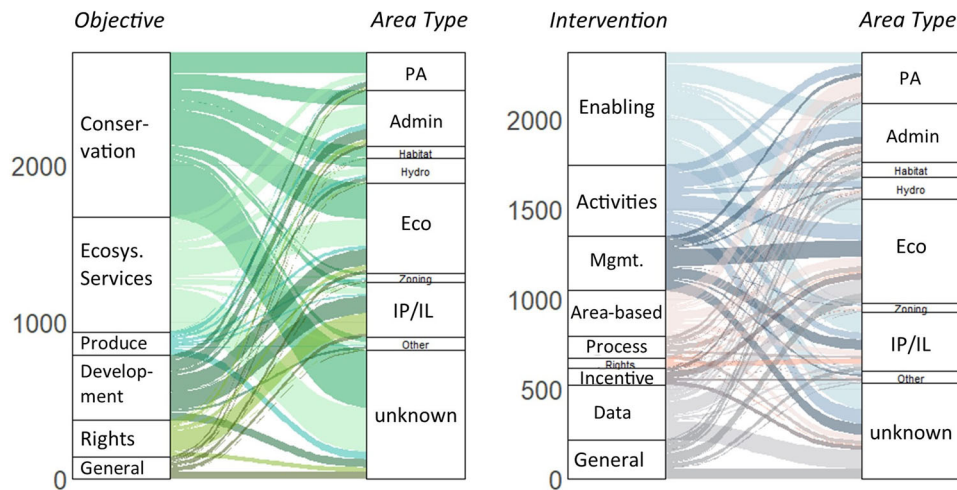 Objective
Area Type
Conser-
vation
Ecosys.
Services
Produce
Develop-
ment
Rights
General
2000
1000
0
PA
Admin
Habitat
Hydro
Eco
Zoning
IP/IL
Other
unknown
Intervention
Area Type
Enabling
Activities
Mgmt.
Area-based
Process
Rights
Incentive
Data
General
2000
1500
1000
500
0
PA
Admin
Habitat
Hydro
Eco
Zoning
IP/IL
Other
unknown